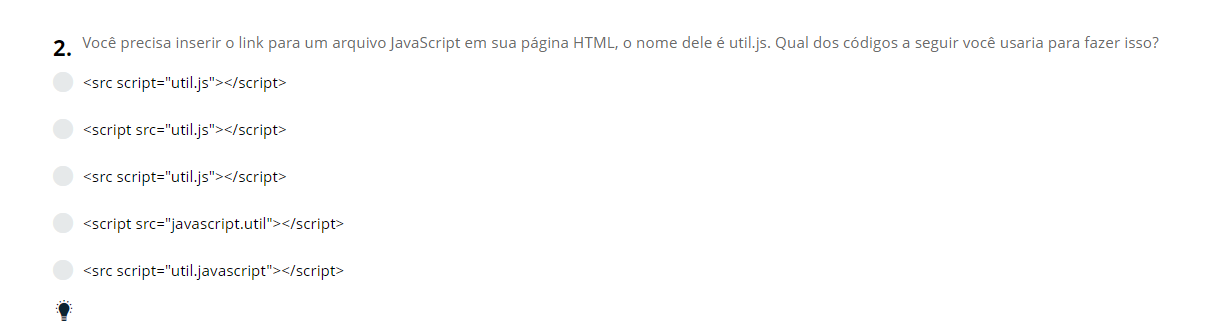 2. Você precisa inserir o link para um arquivo JavaScript em sua página HTML, o nome dele é util.js. Qual dos códigos a seguir você usaria para fazer isso?
<src script="util.js"></script>
<script src="util.js"></script>
<src script="util.js"></script>
<script src="javascript.util"></script>
<src script="util.javascript"></script>